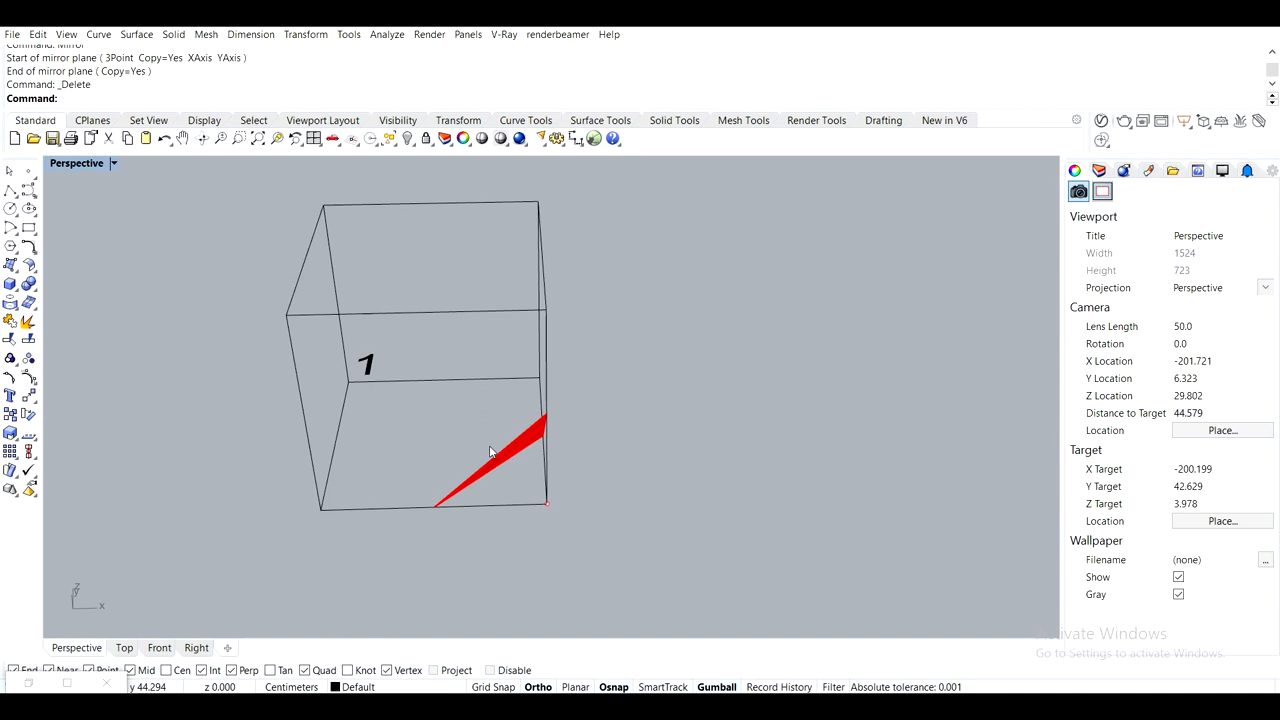 File Edit View Curve Surface Solid Mesh Dimension Transform Tools Analyze Render Panels V-Ray renderbeamer Help
Command: Mirror
Start of mirror plane ( 3Point Copy=Yes XAxis YAxis )
End of mirror plane ( Copy=Yes )
Command: _Delete
Command:
Standard CPlanes Set View Display Select Viewport Layout Visibility Transform Curve Tools Surface Tools Solid Tools Mesh Tools Render Tools Drafting New in V6
Perspective
1
z
x
Viewport
Title Perspective
Width 1524
Height 723
Projection Perspective
Camera
Lens Length 50.0
Rotation 0.0
X Location -201.721
Y Location 6.323
Z Location 29.802
Distance to Target 44.579
Location Place...
Target
X Target -200.199
Y Target 42.629
Z Target 3.978
Location Place...
Wallpaper
Filename (none) ...
Show
Gray
Activate Windows
Go to Settings to activate Windows.
Perspective Top Front Right
End Near Point Mid Cen Int Perp Tan Quad Knot Vertex Project Disable
y 44.294 z 0.000 Centimeters Default Grid Snap Ortho Planar Osnap SmartTrack Gumball Record History Filter Absolute tolerance: 0.001